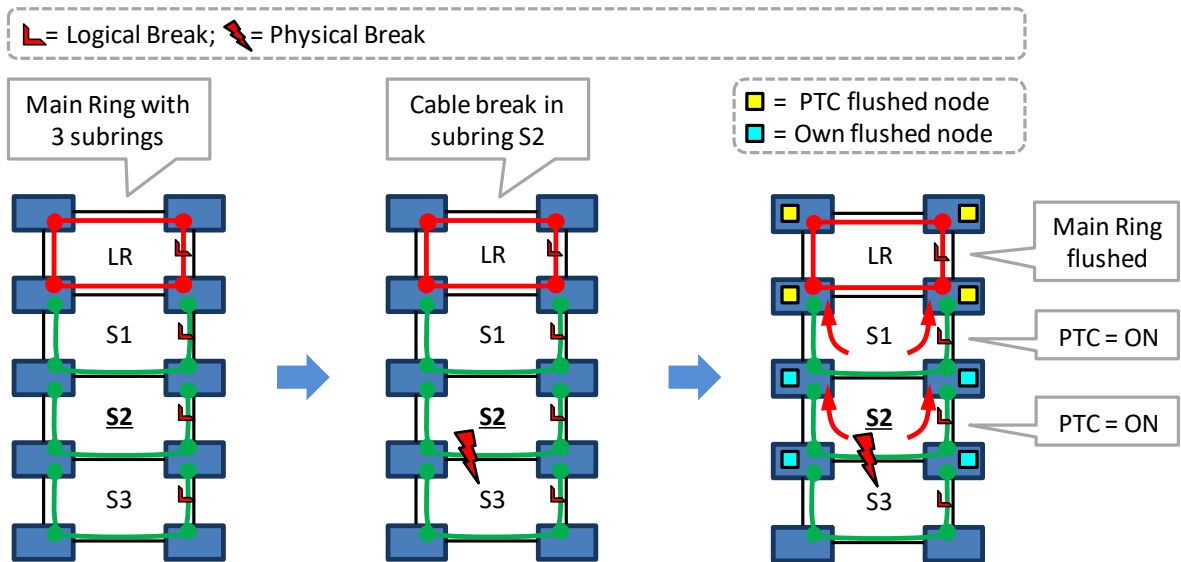 = Logical Break; = Physical Break
Main Ring with
3 subrings
Cable break in
subring S2
= PTC flushed node
= Own flushed node
LR
S1
S2
S3
LR
S1
S2
S3
LR
S1
S2
S3
Main Ring
flushed
PTC = ON
PTC = ON